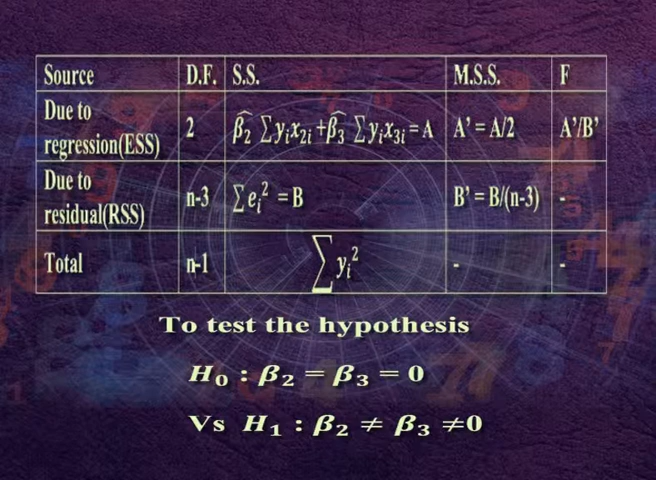 Source D.F. S.S. M.S.S. F
Due to
regression(ESS) 2 β̂₂ ∑yᵢx₂ᵢ +β̂₃ ∑yᵢx₃ᵢ = A A’ = A/2 A’/B’
Due to
residual(RSS) n-3 ∑eᵢ² = B B’ = B/(n-3) -
Total n-1 ∑yᵢ² - -
To test the hypothesis
H₀ : β₂ = β₃ = 0
Vs H₁ : β₂ ≠ β₃ ≠0